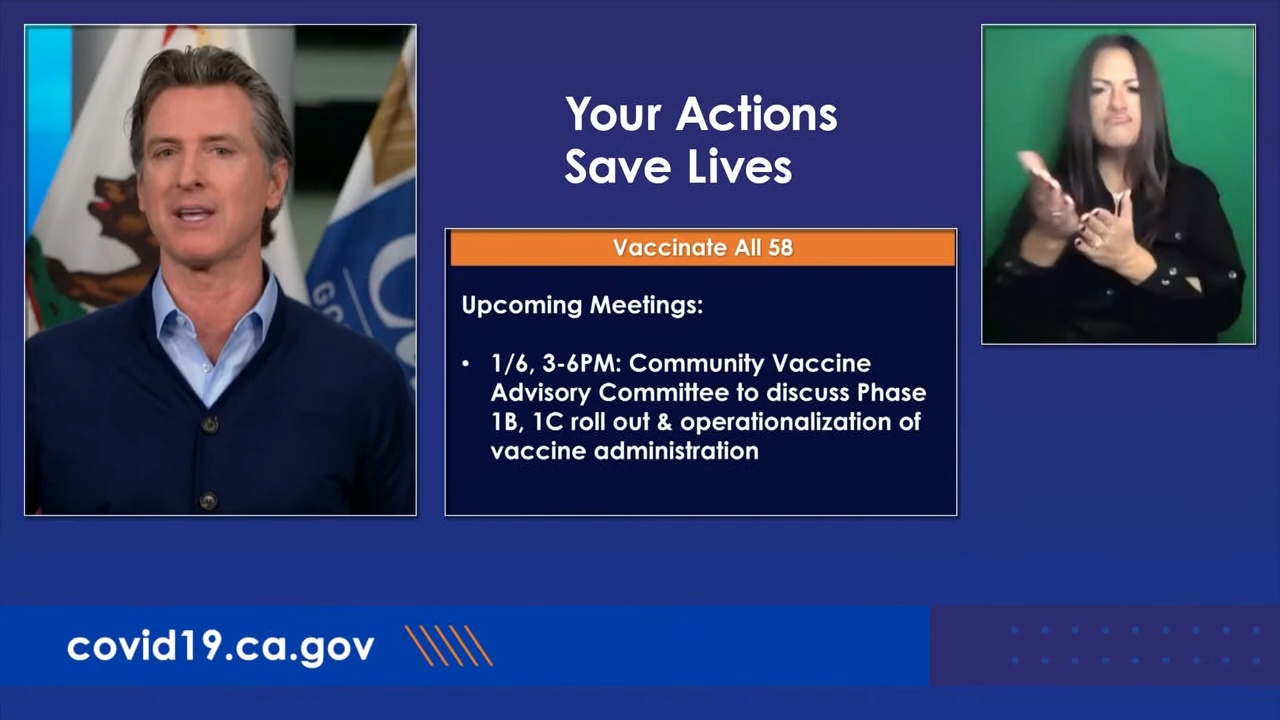 Your Actions
Save Lives
Vaccinate All 58
Upcoming Meetings:
• 1/6, 3-6PM: Community Vaccine
Advisory Committee to discuss Phase
1B, 1C roll out & operationalization of
vaccine administration
covid19.ca.gov